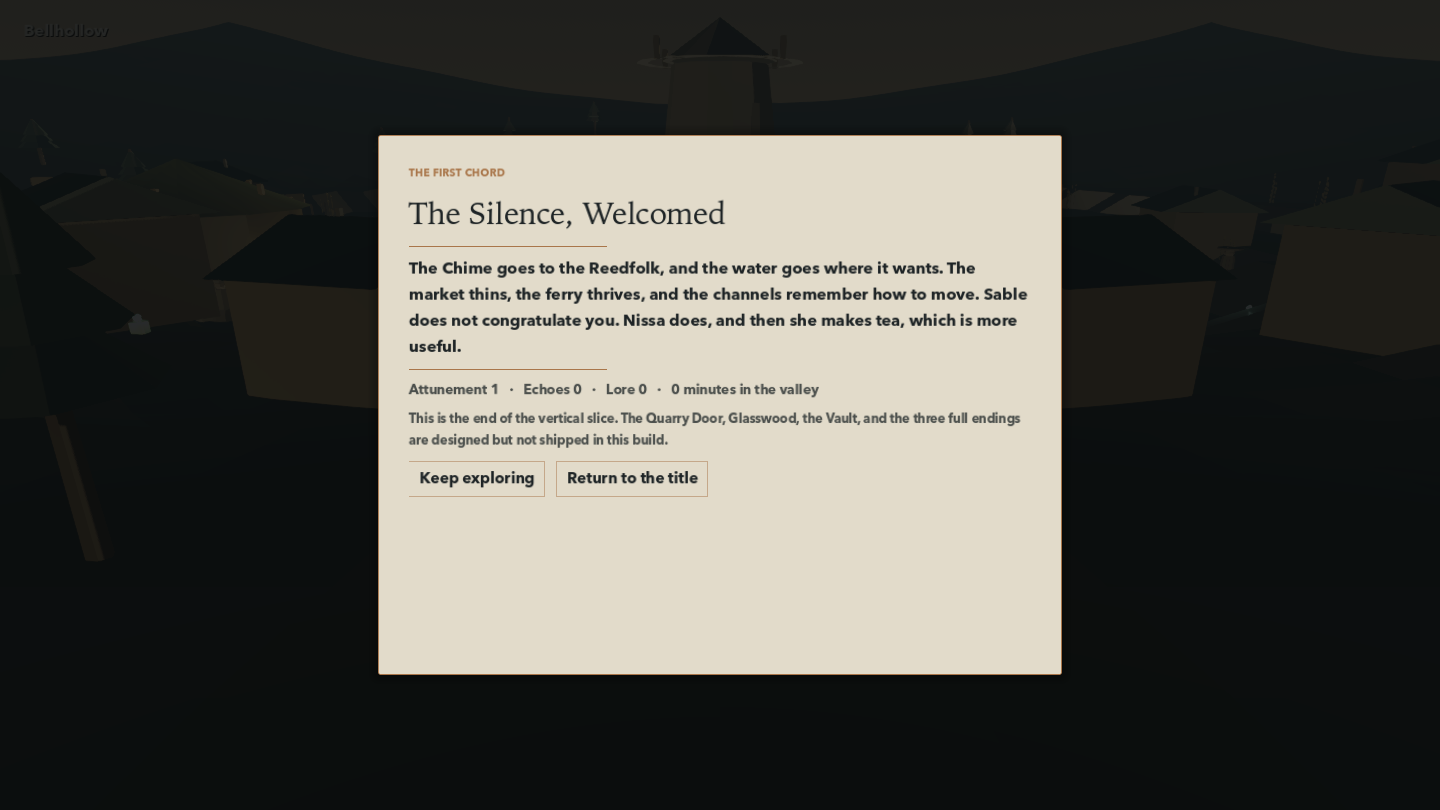 Bellhollow
THE FIRST CHORD
The Silence, Welcomed
The Chime goes to the Reedfolk, and the water goes where it wants. The
market thins, the ferry thrives, and the channels remember how to move. Sable
does not congratulate you. Nissa does, and then she makes tea, which is more
useful.
Attunement 1 · Echoes 0 · Lore 0 · 0 minutes in the valley
This is the end of the vertical slice. The Quarry Door, Glasswood, the Vault, and the three full endings
are designed but not shipped in this build.
Keep exploring Return to the title